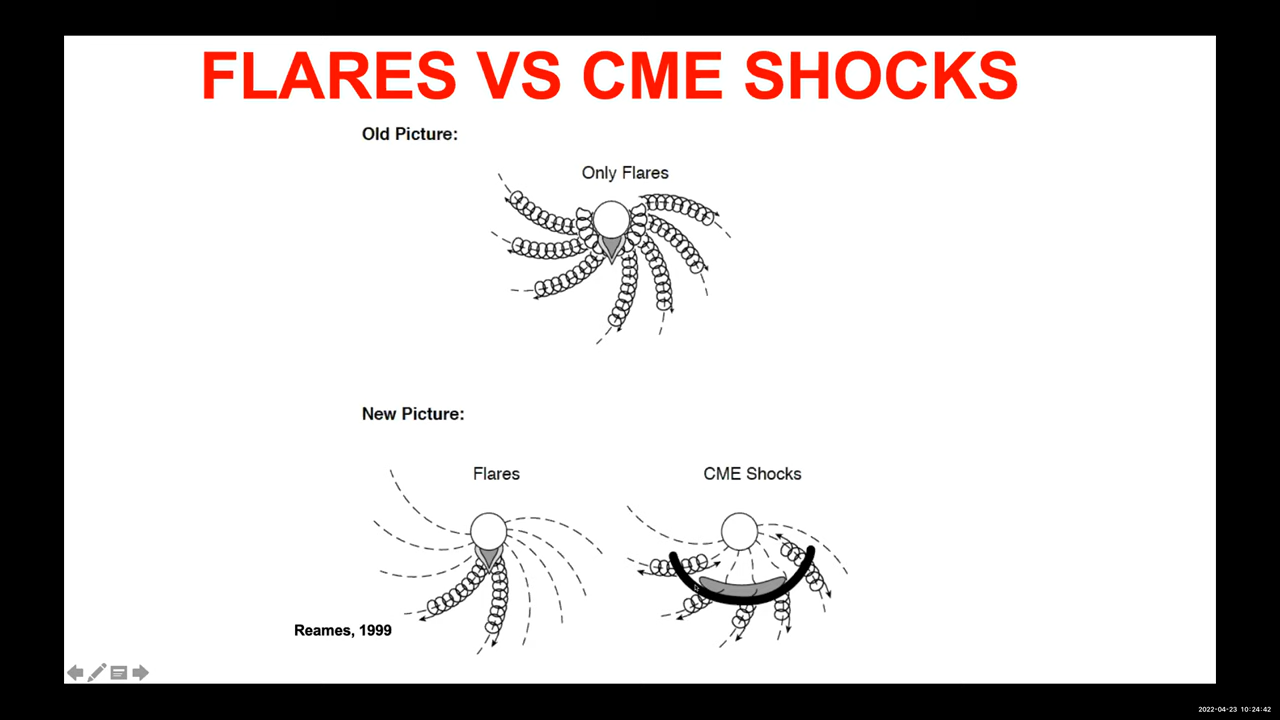 FLARES VS CME SHOCKS
Old Picture:
Only Flares
New Picture:
Flares
CME Shocks
Reames, 1999
2022-04-23 10:24:42